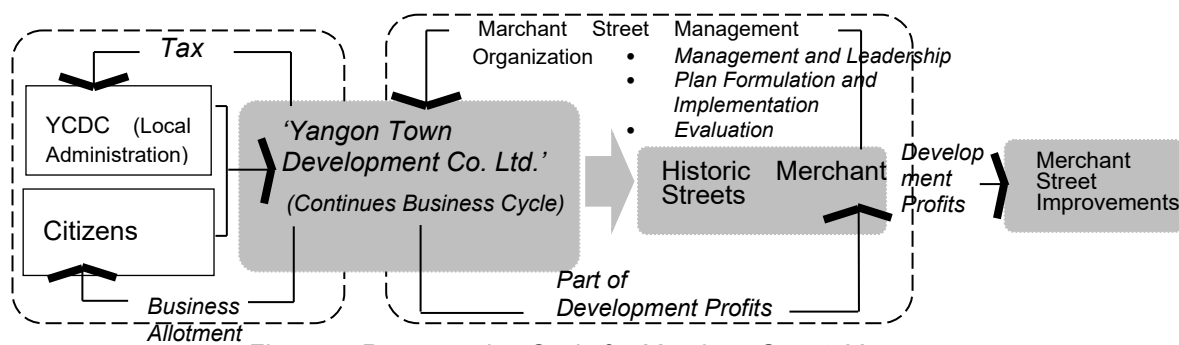 Tax
YCDC (Local
Administration)
Citizens
Business
Allotment
‘Yangon Town
Development Co. Ltd.’
(Continues Business Cycle)
Marchant Street Management
Organization
• Management and Leadership
• Plan Formulation and
Implementation
• Evaluation
Historic Merchant
Streets
Part of
Development Profits
Develop
ment
Profits
Merchant
Street
Improvements